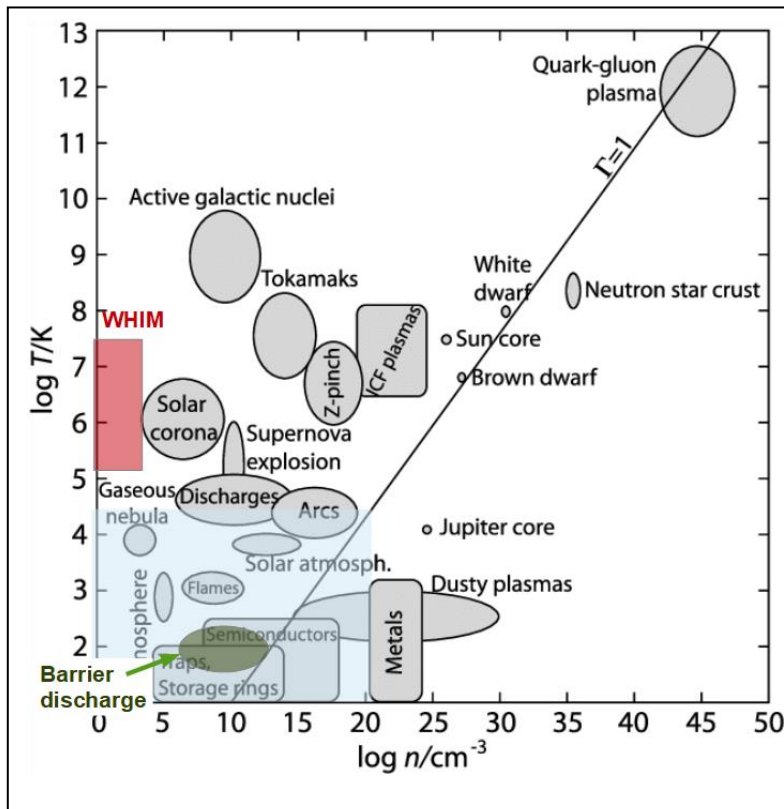 13
12
11
10
9
8
7
6
5
4
3
2
log T/K
Quark-gluon
plasma
Γ=1
Active galactic nuclei
Tokamaks
White
dwarf
Neutron star crust
WHIM
ICF plasmas
Sun core
Z-pinch
Brown dwarf
Solar
corona
Supernova
explosion
Gaseous
nebula
Discharges
Arcs
Jupiter core
Solar atmosph.
nosphere
Flames
Dusty plasmas
Semiconductors
Metals
Barrier
discharge
Traps,
Storage rings
0 5 10 15 20 25 30 35 40 45 50
log n/cm⁻³